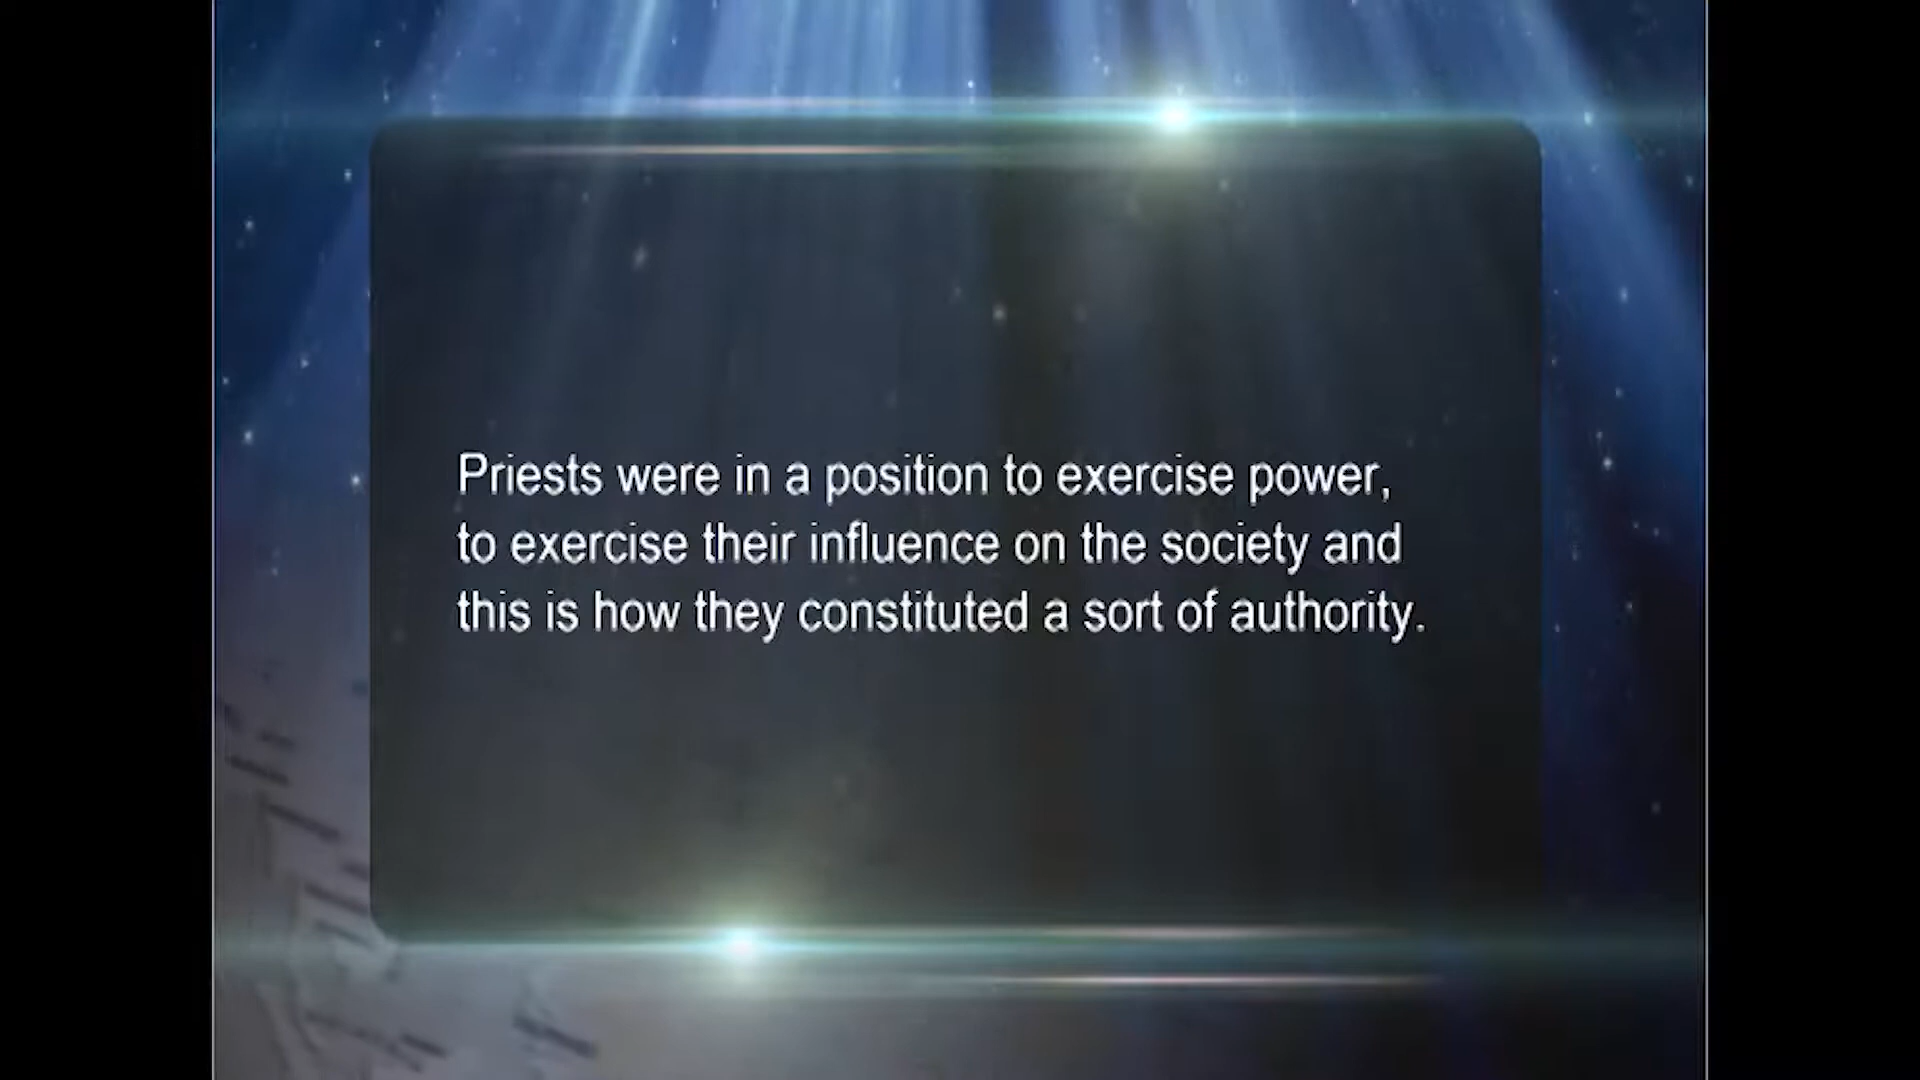 Priests were in a position to exercise power,
to exercise their influence on the society and
this is how they constituted a sort of authority.